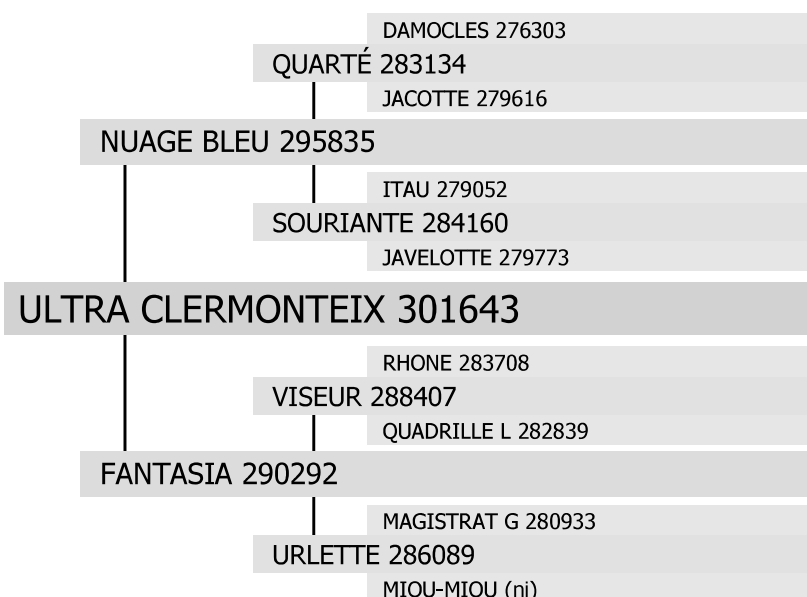 DAMOCLES 276303
QUARTÉ 283134
JACOTTE 279616
NUAGE BLEU 295835
ITAU 279052
SOURIANTE 284160
JAVELOTTE 279773
ULTRA CLERMONTEIX 301643
RHONE 283708
VISEUR 288407
QUADRILLE L 282839
FANTASIA 290292
MAGISTRAT G 280933
URLETTE 286089
MIOU-MIOU (ni)